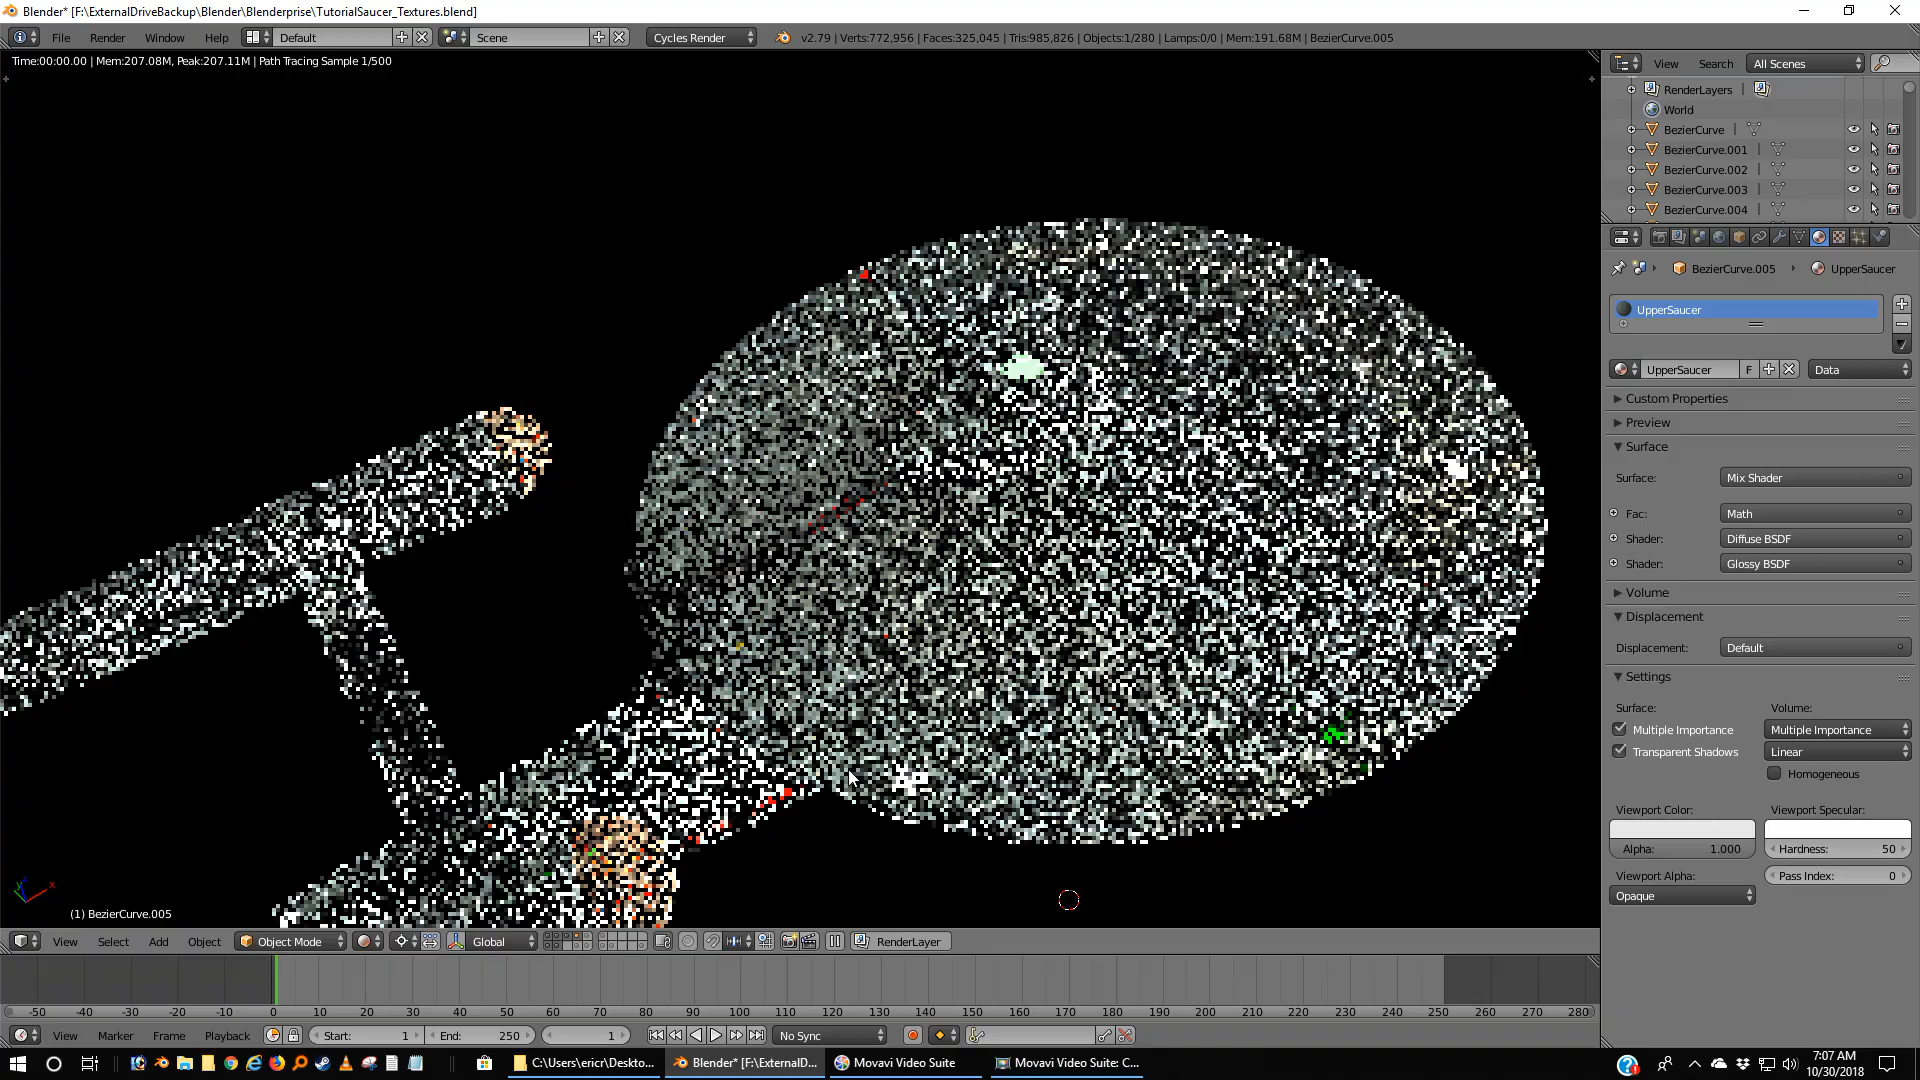 Blender* [F:\ExternalDriveBackup\Blender\Blenderprise\TutorialSaucer_Textures.blend]
File Render Window Help Default Scene Cycles Render v2.79 | Verts:772,956 | Faces:325,045 | Tris:985,826 | Objects:1/280 | Lamps:0/0 | Mem:191.68M | BezierCurve.005
Time:00:00.00 | Mem:207.08M, Peak:207.11M | Path Tracing Sample 1/500
View Search All Scenes
RenderLayers |
World
BezierCurve |
BezierCurve.001 |
BezierCurve.002 |
BezierCurve.003 |
BezierCurve.004 |
BezierCurve.005 UpperSaucer
UpperSaucer
UpperSaucer F Data
Custom Properties
Preview
Surface
Surface: Mix Shader
Fac: Math
Shader: Diffuse BSDF
Shader: Glossy BSDF
Volume
Displacement
Displacement: Default
Settings
Surface: Volume:
Multiple Importance Multiple Importance
Transparent Shadows Linear
Homogeneous
Viewport Color: Viewport Specular:
Alpha: 1.000 Hardness: 50
Viewport Alpha: Pass Index: 0
Opaque
(1) BezierCurve.005
View Select Add Object Object Mode Global RenderLayer
-50 -40 -30 -20 -10 0 10 20 30 40 50 60 70 80 90 100 110 120 130 140 150 160 170 180 190 200 210 220 230 240 250 260 270 280
View Marker Frame Playback Start: 1 End: 250 1 No Sync
C:\Users\ericr\Deskto... Blender* [F:\ExternalD... Movavi Video Suite Movavi Video Suite: C...
7:07 AM
10/30/2018